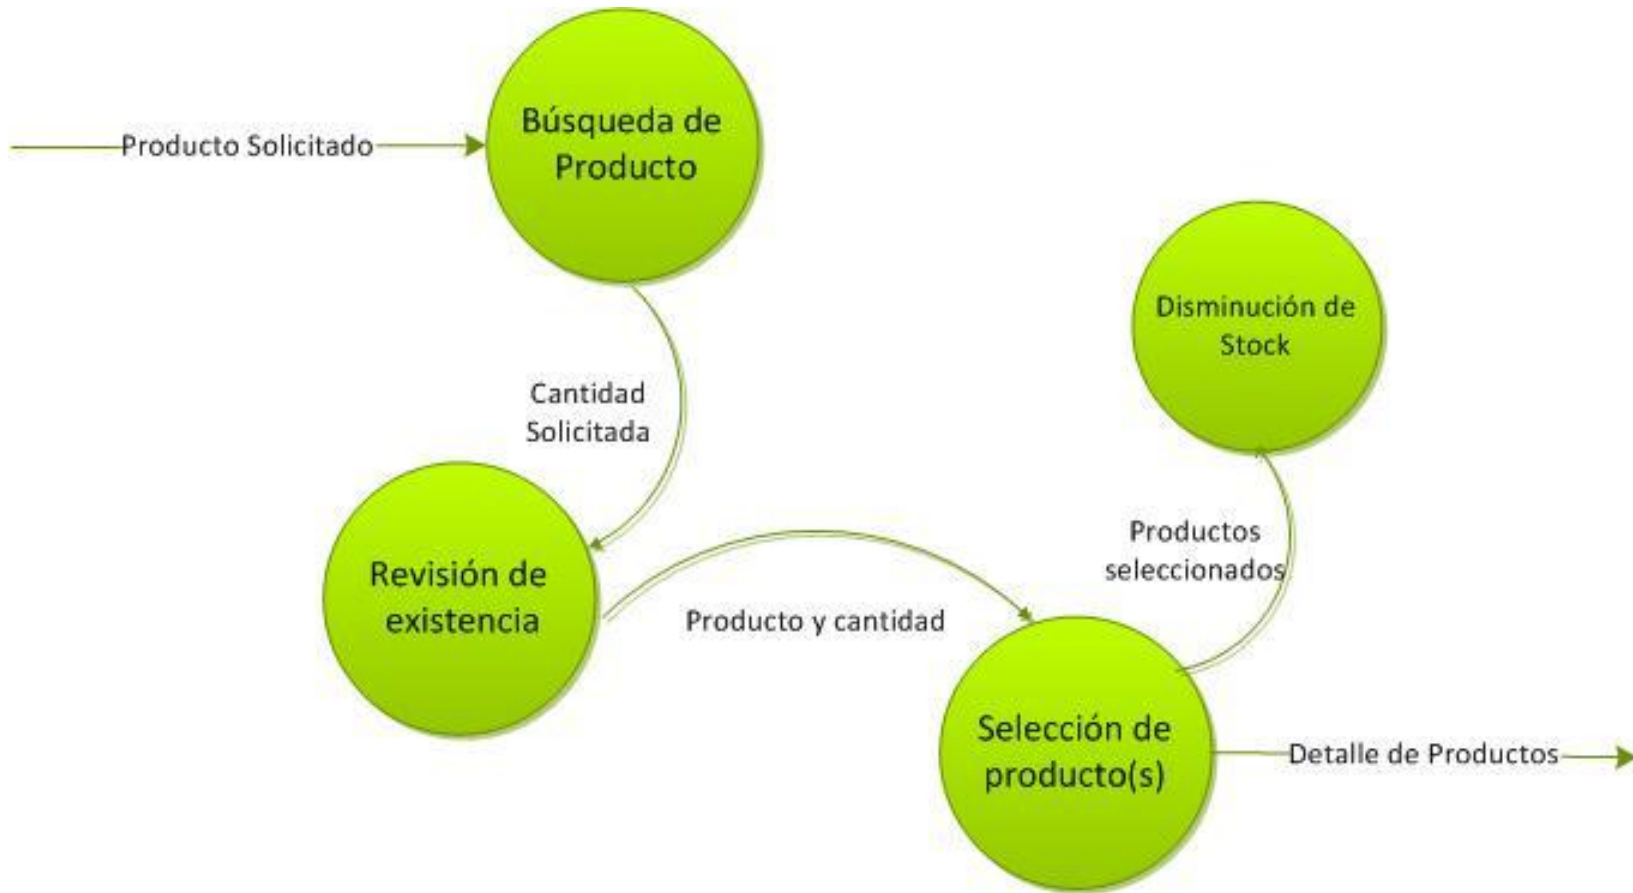 Búsqueda de
Producto
Producto Solicitado
Disminución de
Stock
Cantidad
Solicitada
Productos
seleccionados
Revisión de
existencia
Producto y cantidad
Selección de
producto(s)
Detalle de Productos